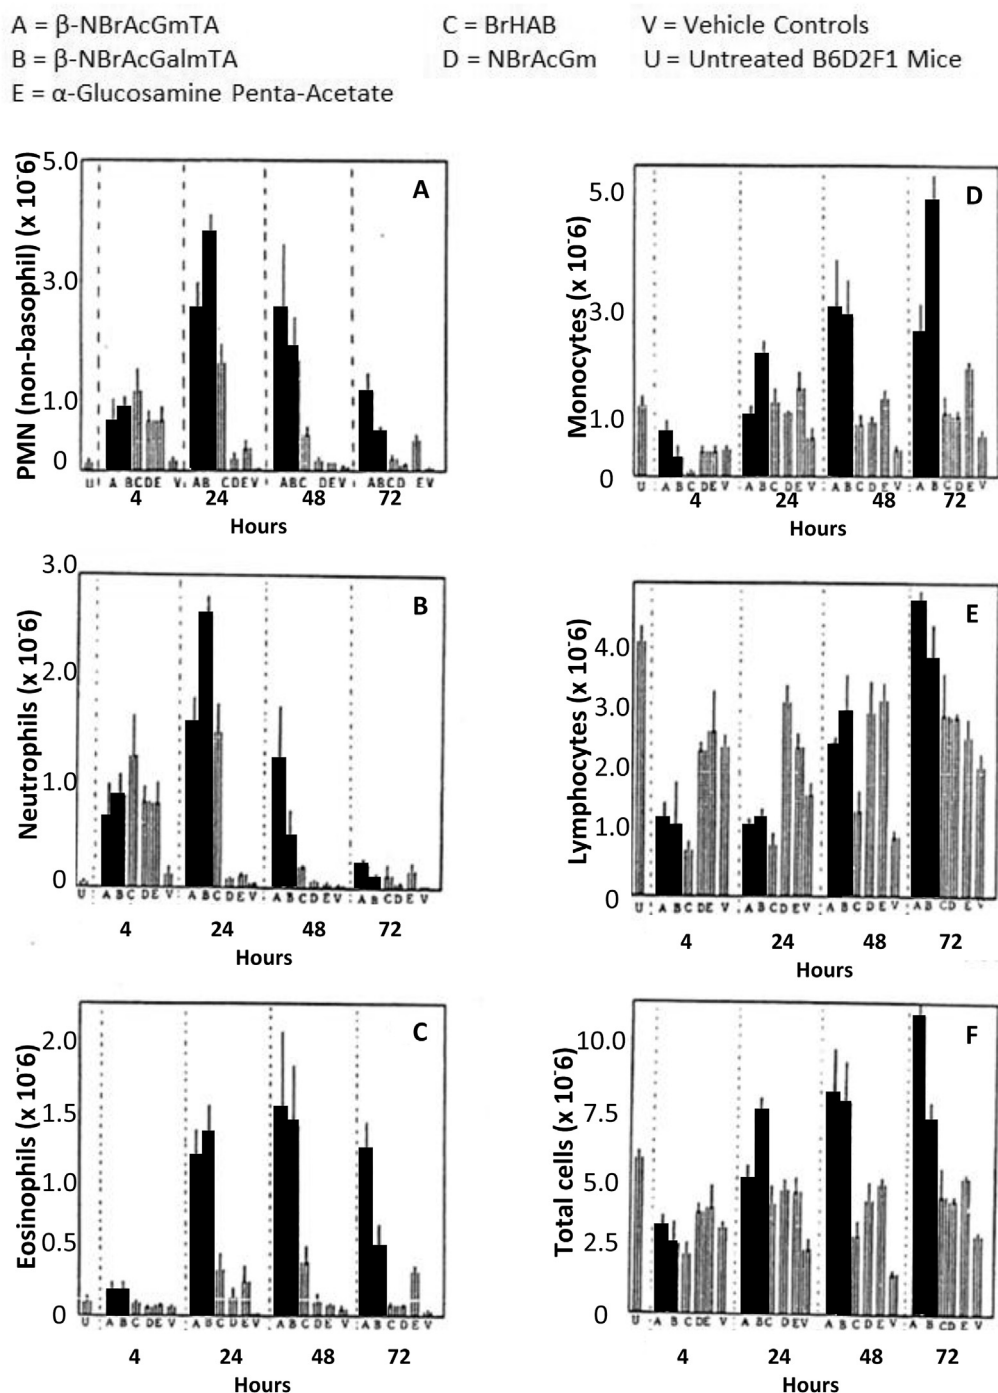 A = β-NBrAcGmTA C = BrHAB V = Vehicle Controls
B = β-NBrAcGalmTA D = NBrAcGm U = Untreated B6D2F1 Mice
E = α-Glucosamine Penta-Acetate
PMN (non-basophil) (x 10⁻6)
5.0
3.0
1.0
0
A
U A B C D E V A B C D E V A B C D E V A B C D E V
4 24 48 72
Hours
Monocytes (x 10⁻6)
5.0
3.0
1.0
0
D
U A B C D E V A B C D E V A B C D E V A B C D E V
4 24 48 72
Hours
Neutrophils (x 10⁻6)
3.0
2.0
1.0
0
B
U A B C D E V A B C D E V A B C D E V A B C D E V
4 24 48 72
Hours
Lymphocytes (x 10⁻6)
4.0
3.0
2.0
1.0
0
E
U A B C D E V A B C D E V A B C D E V A B C D E V
4 24 48 72
Hours
Eosinophils (x 10⁻6)
2.0
1.5
1.0
0.5
0
C
U A B C D E V A B C D E V A B C D E V A B C D E V
4 24 48 72
Hours
Total cells (x 10⁻6)
10.0
7.5
5.0
2.5
0
F
U A B C D E V A B C D E V A B C D E V A B C D E V
4 24 48 72
Hours